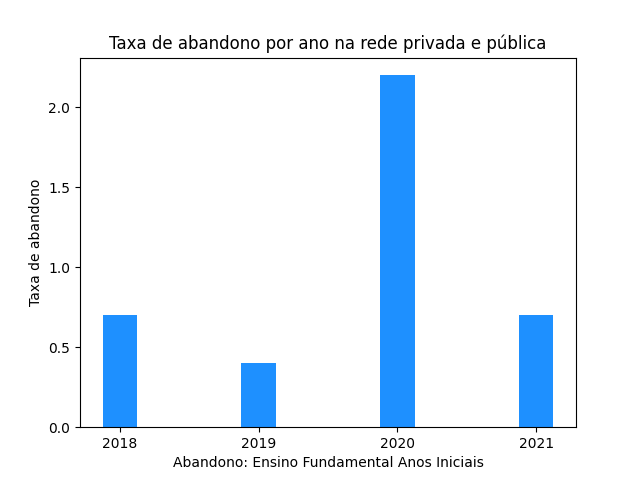 Taxa de abandono por ano na rede privada e pública
Taxa de abandono
2.0
1.5
1.0
0.5
0.0
2018 2019 2020 2021
Abandono: Ensino Fundamental Anos Iniciais